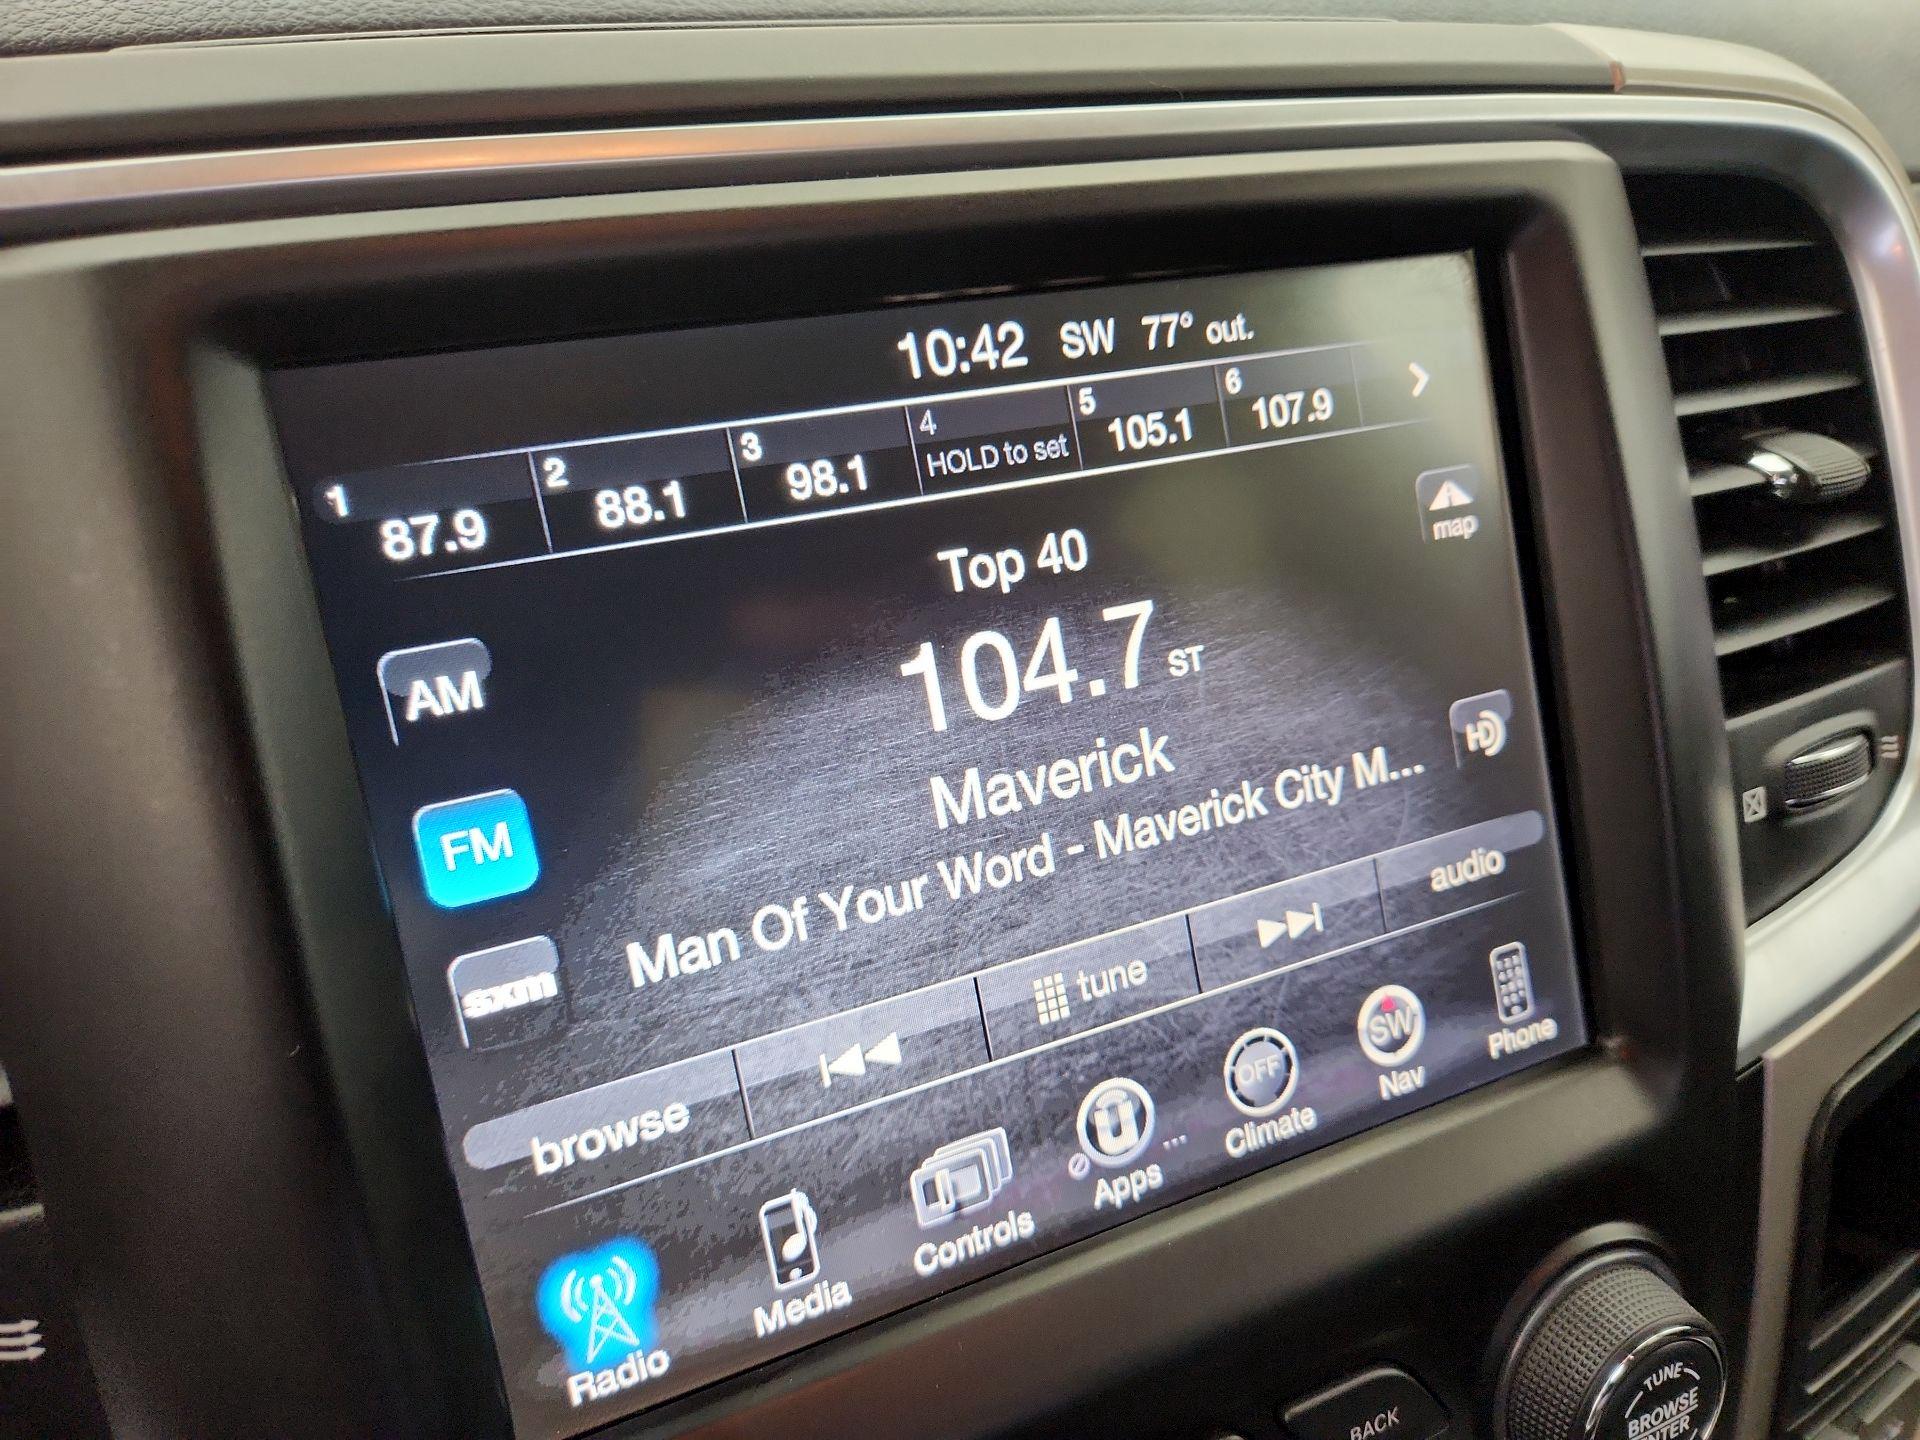 10:42 SW 77° out.
1 2 3 4 5 6
87.9 88.1 98.1 HOLD to set 105.1 107.9
map
Top 40
104.7 ST
AM
HD
Maverick
FM
Man Of Your Word - Maverick City M...
sxm
browse tune audio
OFF SW
Radio Media Controls Apps ... Climate Nav Phone
BACK
TUNE
BROWSE
ENTER